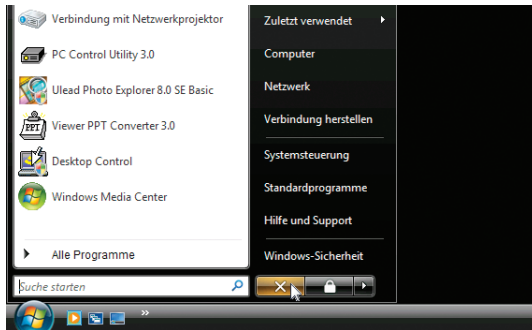 Verbindung mit Netzwerkprojektor
PC Control Utility 3.0
Ulead Photo Explorer 8.0 SE Basic
PPT
Viewer PPT Converter 3.0
Desktop Control
Windows Media Center
Alle Programme
Suche starten
Zuletzt verwendet
Computer
Netzwerk
Verbindung herstellen
Systemsteuerung
Standardprogramme
Hilfe und Support
Windows-Sicherheit